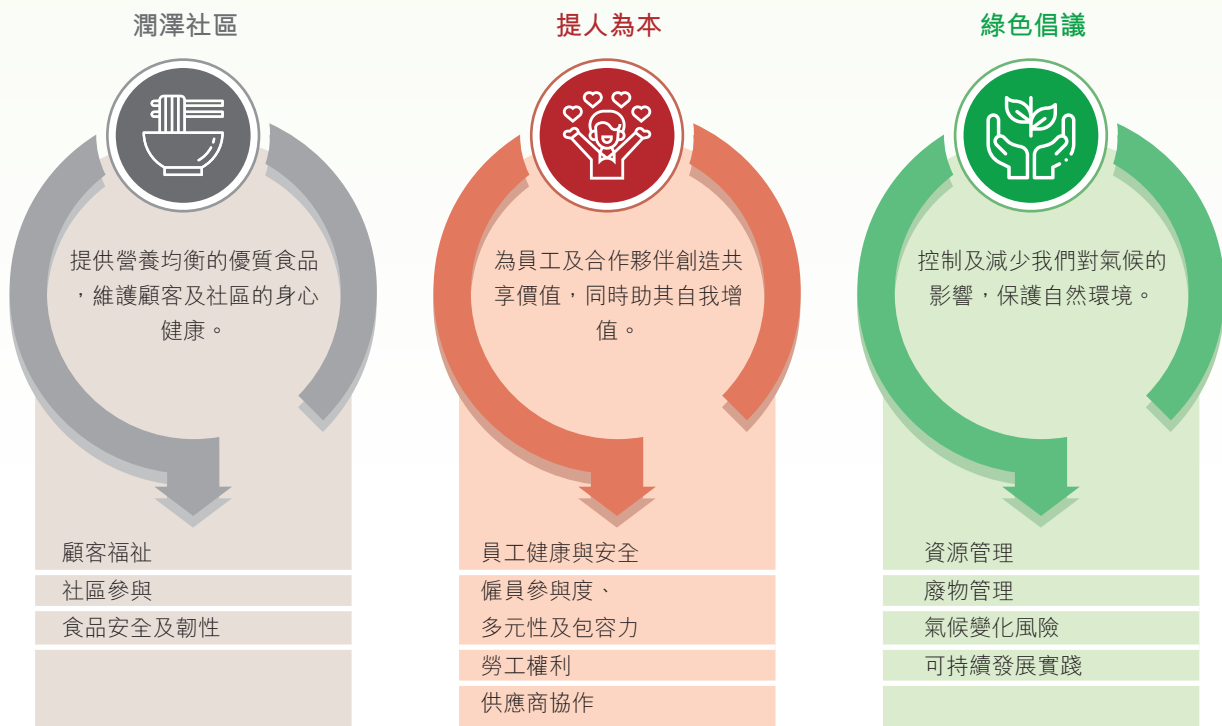 潤澤社區
提供營養均衡的優質食品
，維護顧客及社區的身心
健康。
顧客福祉
社區參與
食品安全及韌性
提人為本
為員工及合作夥伴創造共
享價值，同時助其自我增
值。
員工健康與安全
僱員參與度、
多元性及包容力
勞工權利
供應商協作
綠色倡議
控制及減少我們對氣候的
影響，保護自然環境。
資源管理
廢物管理
氣候變化風險
可持續發展實踐